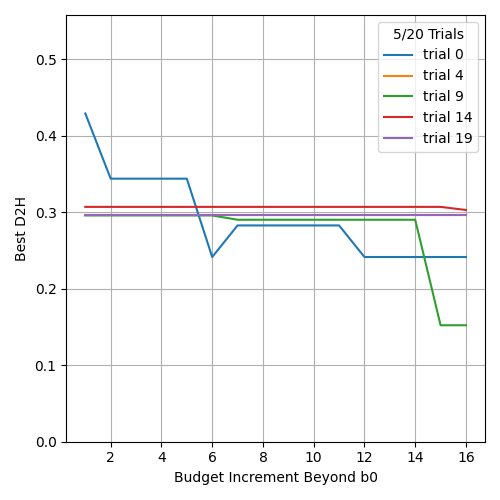 5/20 Trials
trial 0
trial 4
trial 9
trial 14
trial 19
Best D2H
0.5
0.4
0.3
0.2
0.1
0.0
2 4 6 8 10 12 14 16
Budget Increment Beyond b0